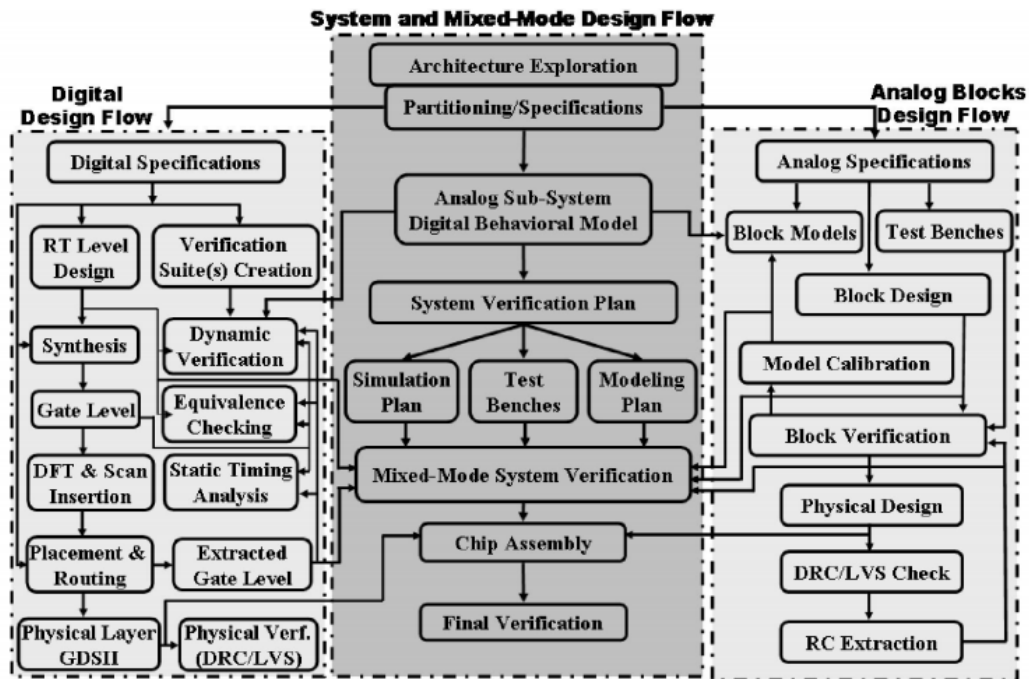 System and Mixed-Mode Design Flow
Architecture Exploration
Partitioning/Specifications
Analog Sub-System
Digital Behavioral Model
System Verification Plan
Simulation
Plan
Test
Benches
Modeling
Plan
Mixed-Mode System Verification
Chip Assembly
Final Verification
Digital
Design Flow
Digital Specifications
RT Level
Design
Verification
Suite(s) Creation
Synthesis
Dynamic
Verification
Gate Level
Equivalence
Checking
DFT & Scan
Insertion
Static Timing
Analysis
Placement &
Routing
Extracted
Gate Level
Physical Layer
GDSII
Physical Verf.
(DRC/LVS)
Analog Blocks
Design Flow
Analog Specifications
Block Models
Test Benches
Block Design
Model Calibration
Block Verification
Physical Design
DRC/LVS Check
RC Extraction